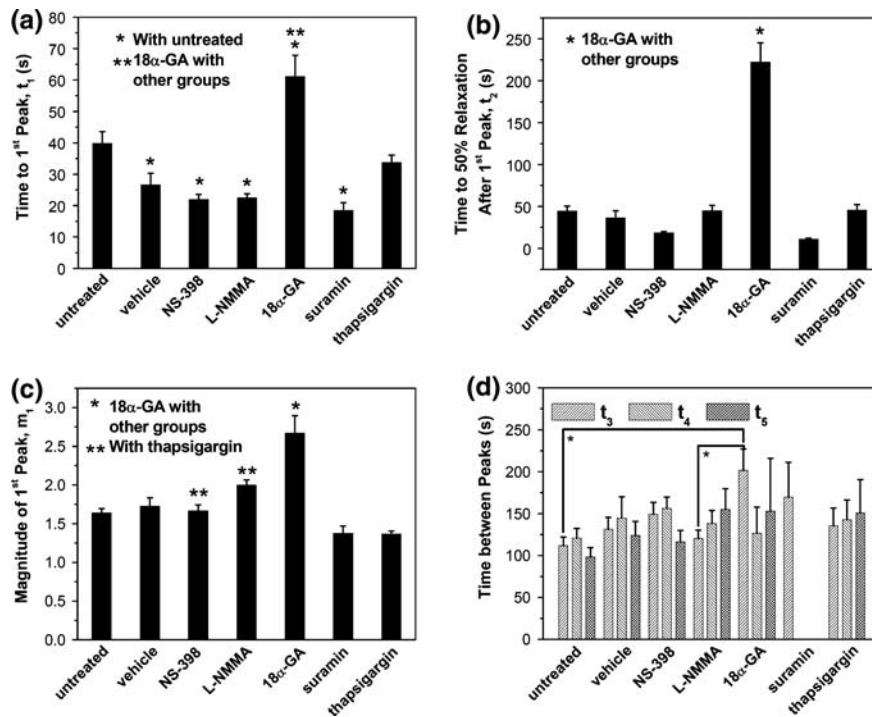 (a)
* With untreated
** 18α-GA with
other groups
**
*
*
*
*
*
Time to 1st Peak, t1 (s)
80
70
60
50
40
30
20
10
0
untreated
vehicle
NS-398
L-NMMA
18α-GA
suramin
thapsigargin
(b)
* 18α-GA with
other groups
*
Time to 50% Relaxation
After 1st Peak, t2 (s)
250
200
150
100
50
0
untreated
vehicle
NS-398
L-NMMA
18α-GA
suramin
thapsigargin
(c)
* 18α-GA with
other groups
** With thapsigargin
**
**
*
Magnitude of 1st Peak, m1
3.0
2.5
2.0
1.5
1.0
0.5
0.0
untreated
vehicle
NS-398
L-NMMA
18α-GA
suramin
thapsigargin
(d)
t3 t4 t5
*
*
Time between Peaks (s)
300
250
200
150
100
50
0
untreated
vehicle
NS-398
L-NMMA
18α-GA
suramin
thapsigargin